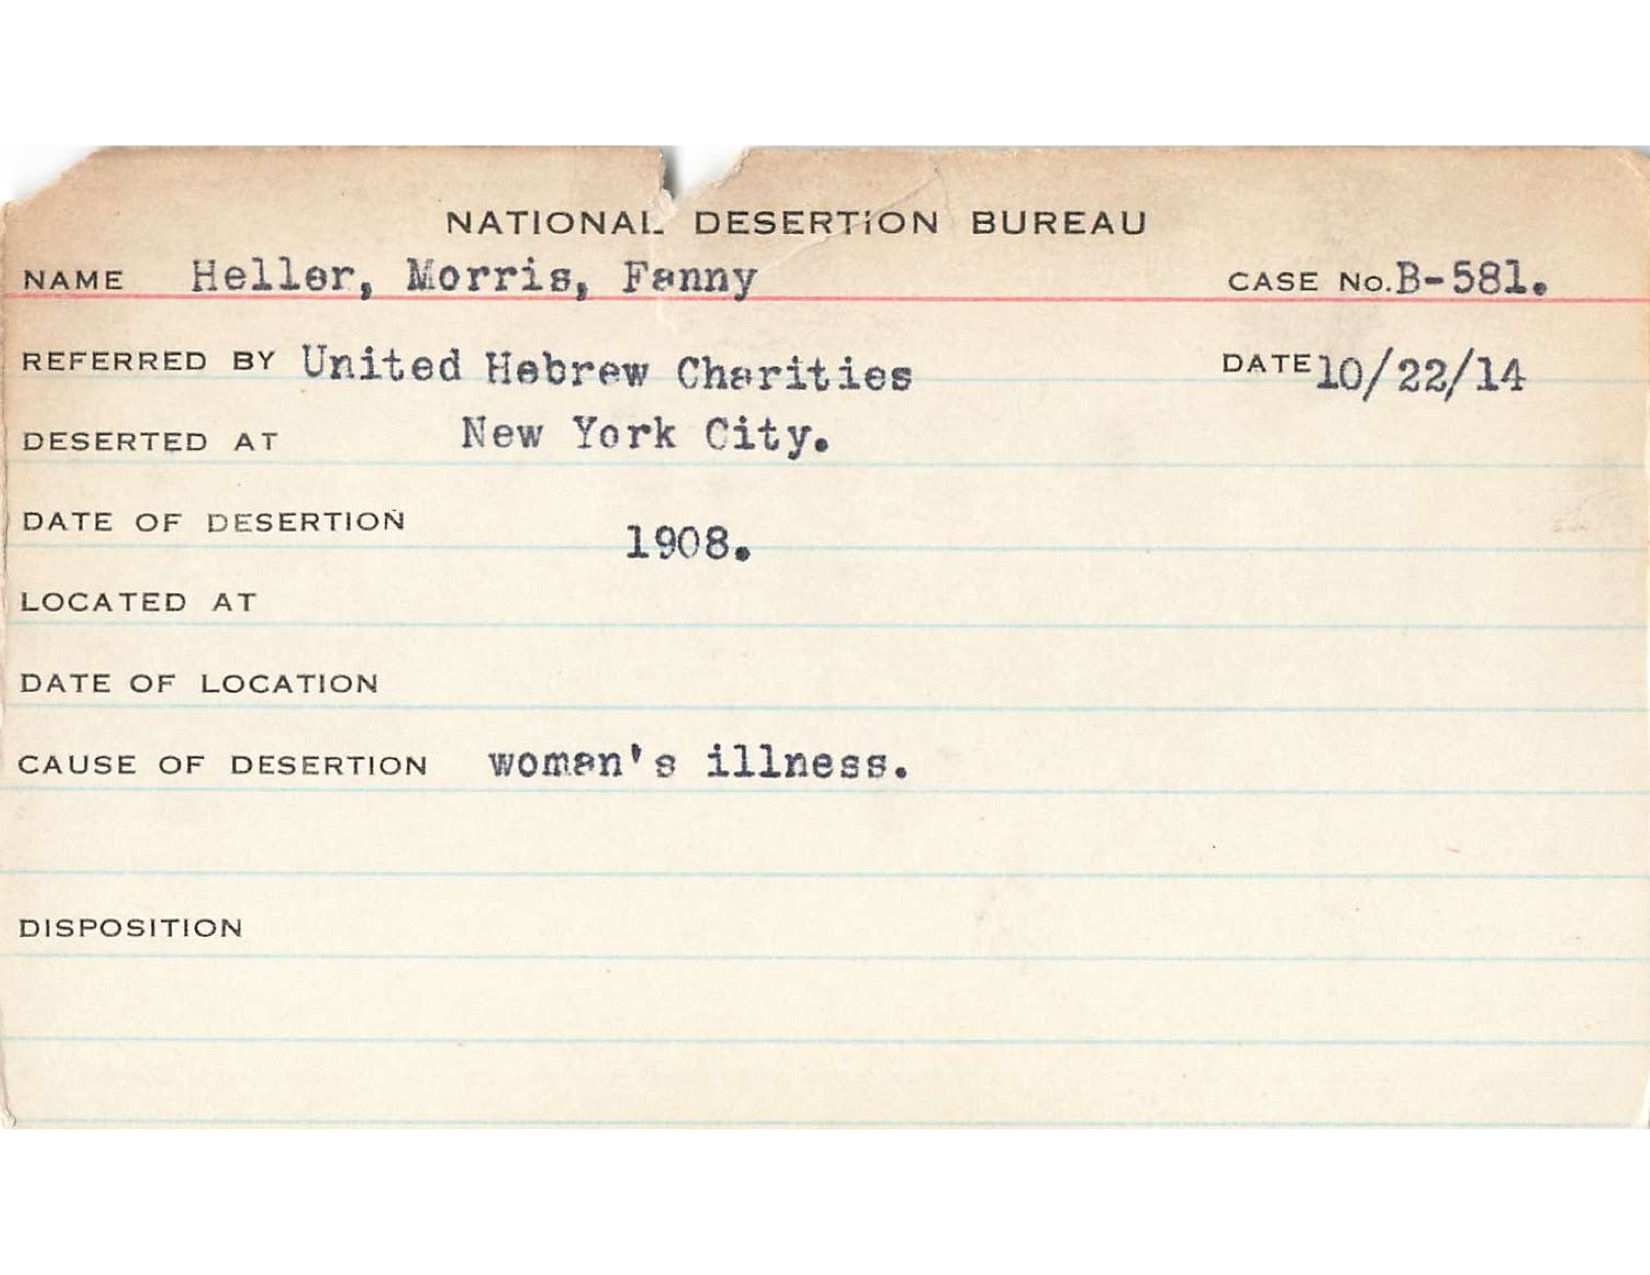 NATIONAL DESERTION BUREAU
NAME Heller, Morris, Fanny CASE No. B-581.
REFERRED BY United Hebrew Charities DATE 10/22/14
DESERTED AT New York City.
DATE OF DESERTION 1908.
LOCATED AT
DATE OF LOCATION
CAUSE OF DESERTION woman's illness.
DISPOSITION